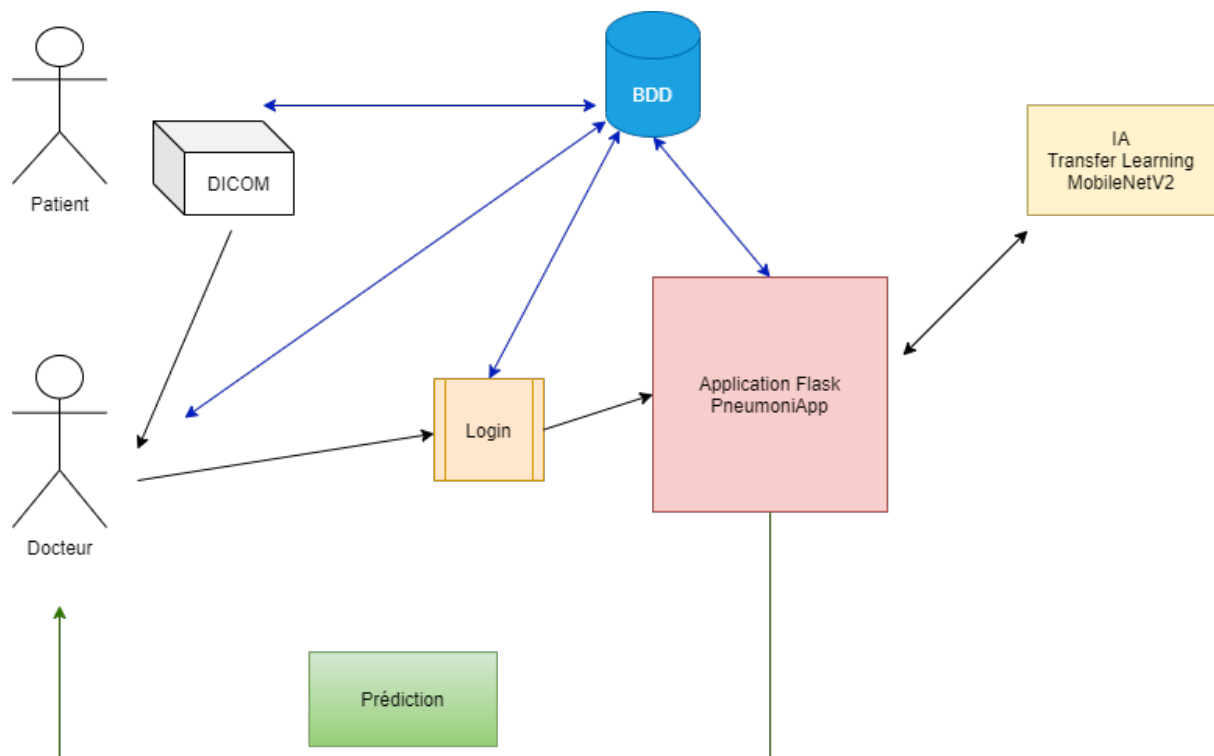 BDD
IA
Transfer Learning
MobileNetV2
DICOM
Patient
Application Flask
PneumoniApp
Login
Docteur
Prédiction